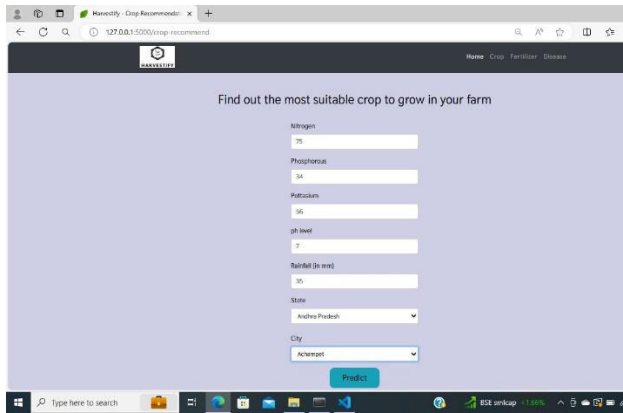 Harvestify - Crop Recommendat
127.0.0.1:5000/crop-recommend
HARVESTIFY
Home Crop Fertilizer Disease
Find out the most suitable crop to grow in your farm
Nitrogen
75
Phosphorous
34
Pottasium
56
ph level
7
Rainfall (in mm)
35
State
Andhra Pradesh
City
Achampet
Predict
Type here to search
BSE smlcap +1.66%